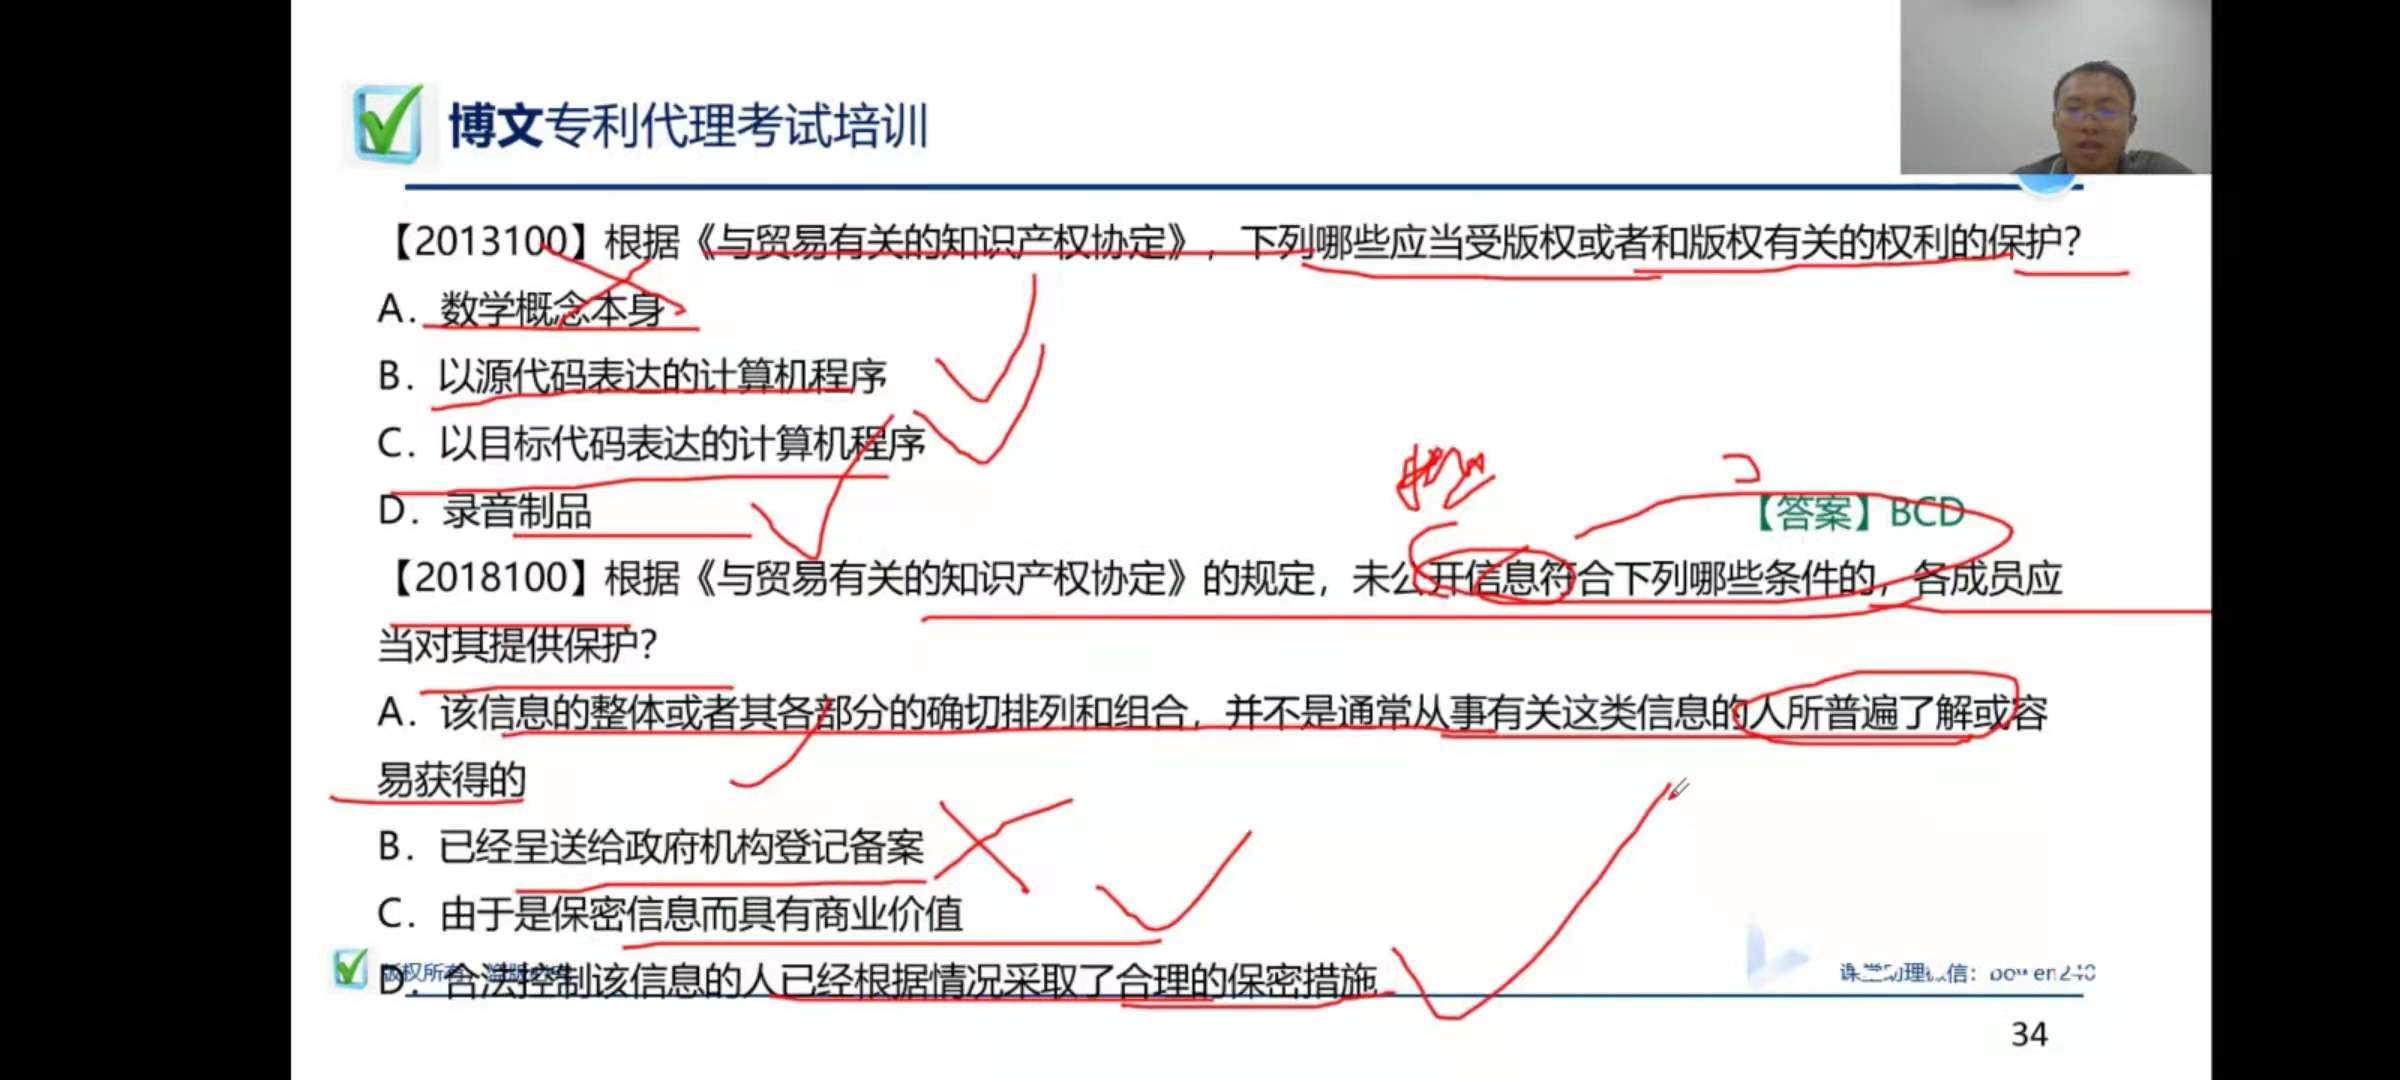 博文专利代理考试培训
【2013100】根据《与贸易有关的知识产权协定》，下列哪些应当受版权或者和版权有关的权利的保护？
A. 数学概念本身
B. 以源代码表达的计算机程序
C. 以目标代码表达的计算机程序
D. 录音制品
【答案】BCD
【2018100】根据《与贸易有关的知识产权协定》的规定，未公开信息符合下列哪些条件的，各成员应
当对其提供保护？
A. 该信息的整体或者其各部分的确切排列和组合，并不是通常从事有关这类信息的人所普遍了解或容
易获得的
B. 已经呈送给政府机构登记备案
C. 由于是保密信息而具有商业价值
D. 合法控制该信息的人已经根据情况采取了合理的保密措施
版权所有
课堂助理微信：
34